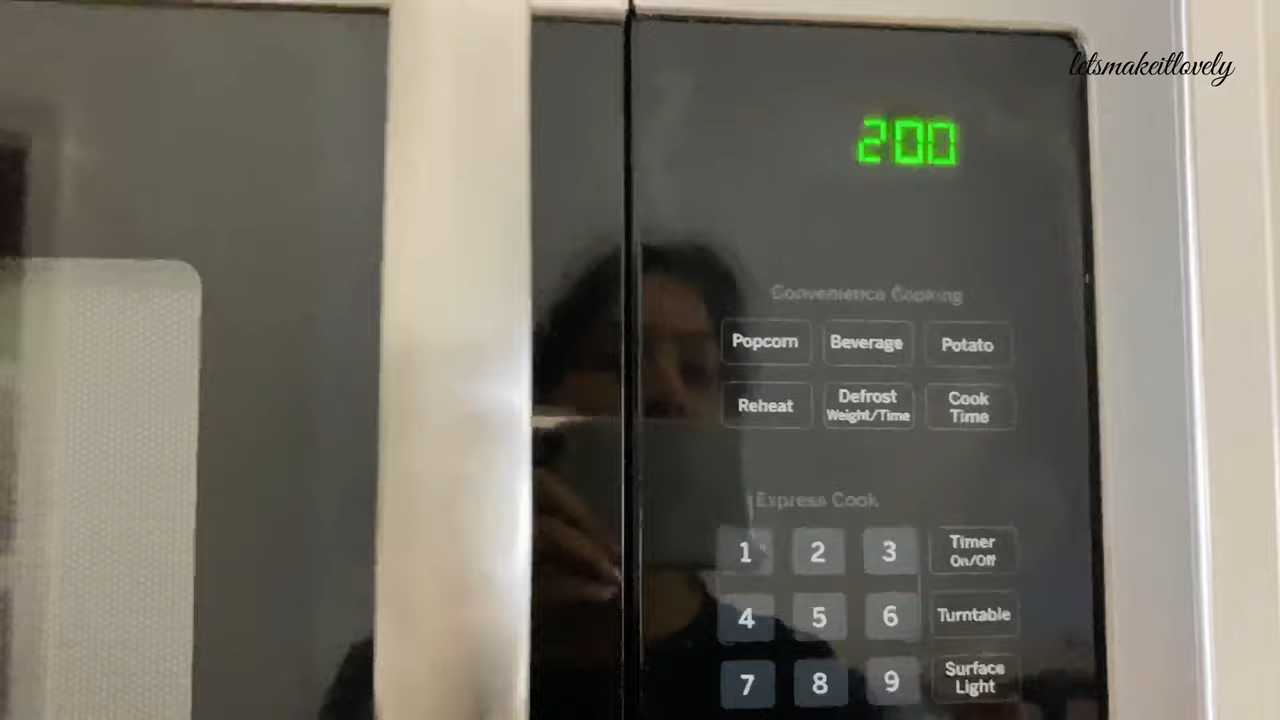 letsmakeitlovely
200
Convenience Cooking
Popcorn
Beverage
Potato
Reheat
Defrost
Weight/Time
Cook
Time
Express Cook
1
2
3
Timer
On/Off
4
5
6
Turntable
7
8
9
Surface
Light